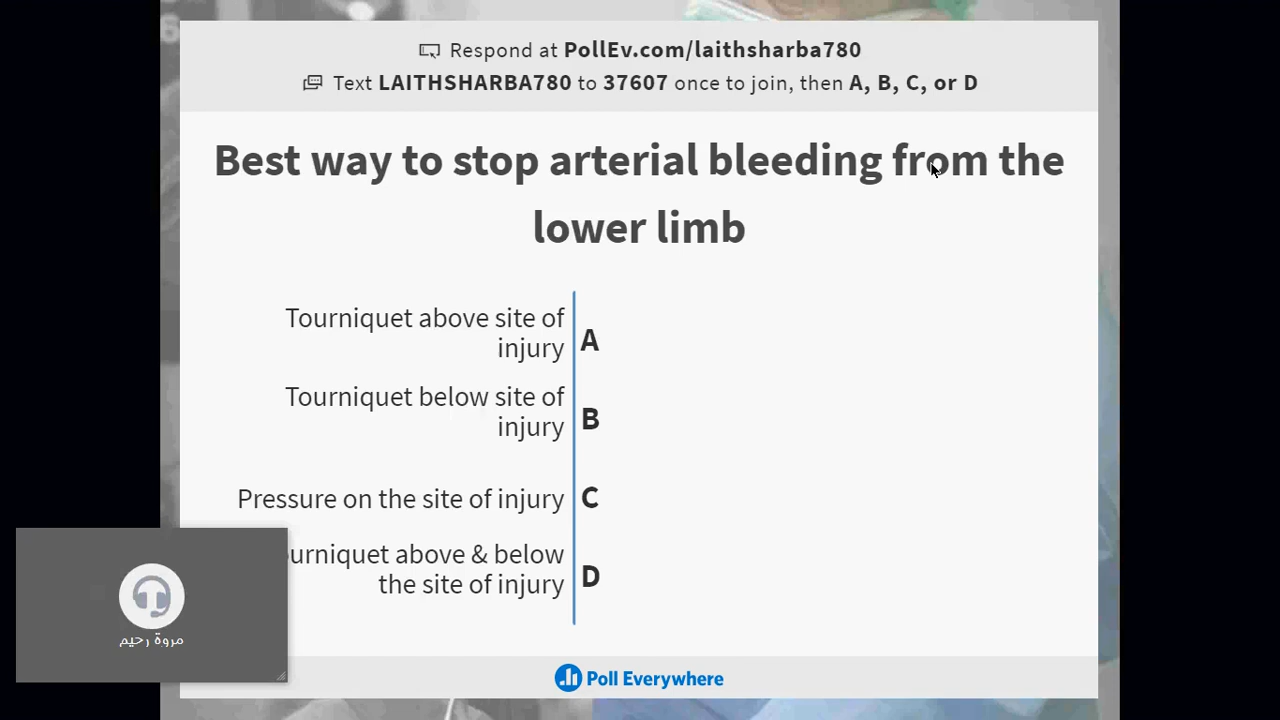 Respond at PollEv.com/laithsharba780
Text LAITHSHARBA780 to 37607 once to join, then A, B, C, or D
Best way to stop arterial bleeding from the
lower limb
Tourniquet above site of
injury
A
Tourniquet below site of
injury
B
Pressure on the site of injury
C
ourniquet above & below
the site of injury
D
مروة رحيم
Poll Everywhere